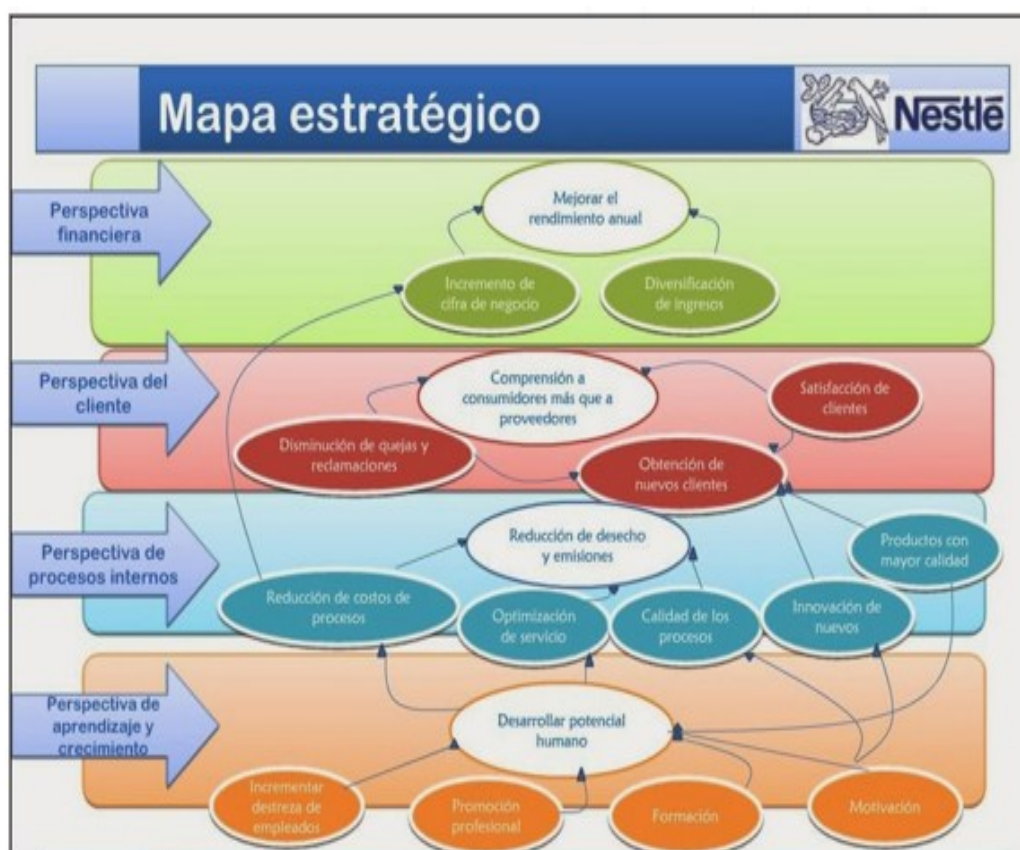 Mapa estratégico
Nestlé
Perspectiva
financiera
Mejorar el
rendimiento anual
Incremento de
cifra de negocio
Diversificación
de ingresos
Perspectiva del
cliente
Comprensión a
consumidores más que a
proveedores
Satisfacción de
clientes
Disminución de quejas y
reclamaciones
Obtención de
nuevos clientes
Perspectiva de
procesos internos
Reducción de desecho
y emisiones
Productos con
mayor calidad
Reducción de costos de
procesos
Optimización
de servicio
Calidad de los
procesos
Innovación de
nuevos
Perspectiva de
aprendizaje y
crecimiento
Desarrollar potencial
humano
Incrementar
destreza de
empleados
Promoción
profesional
Formación
Motivación